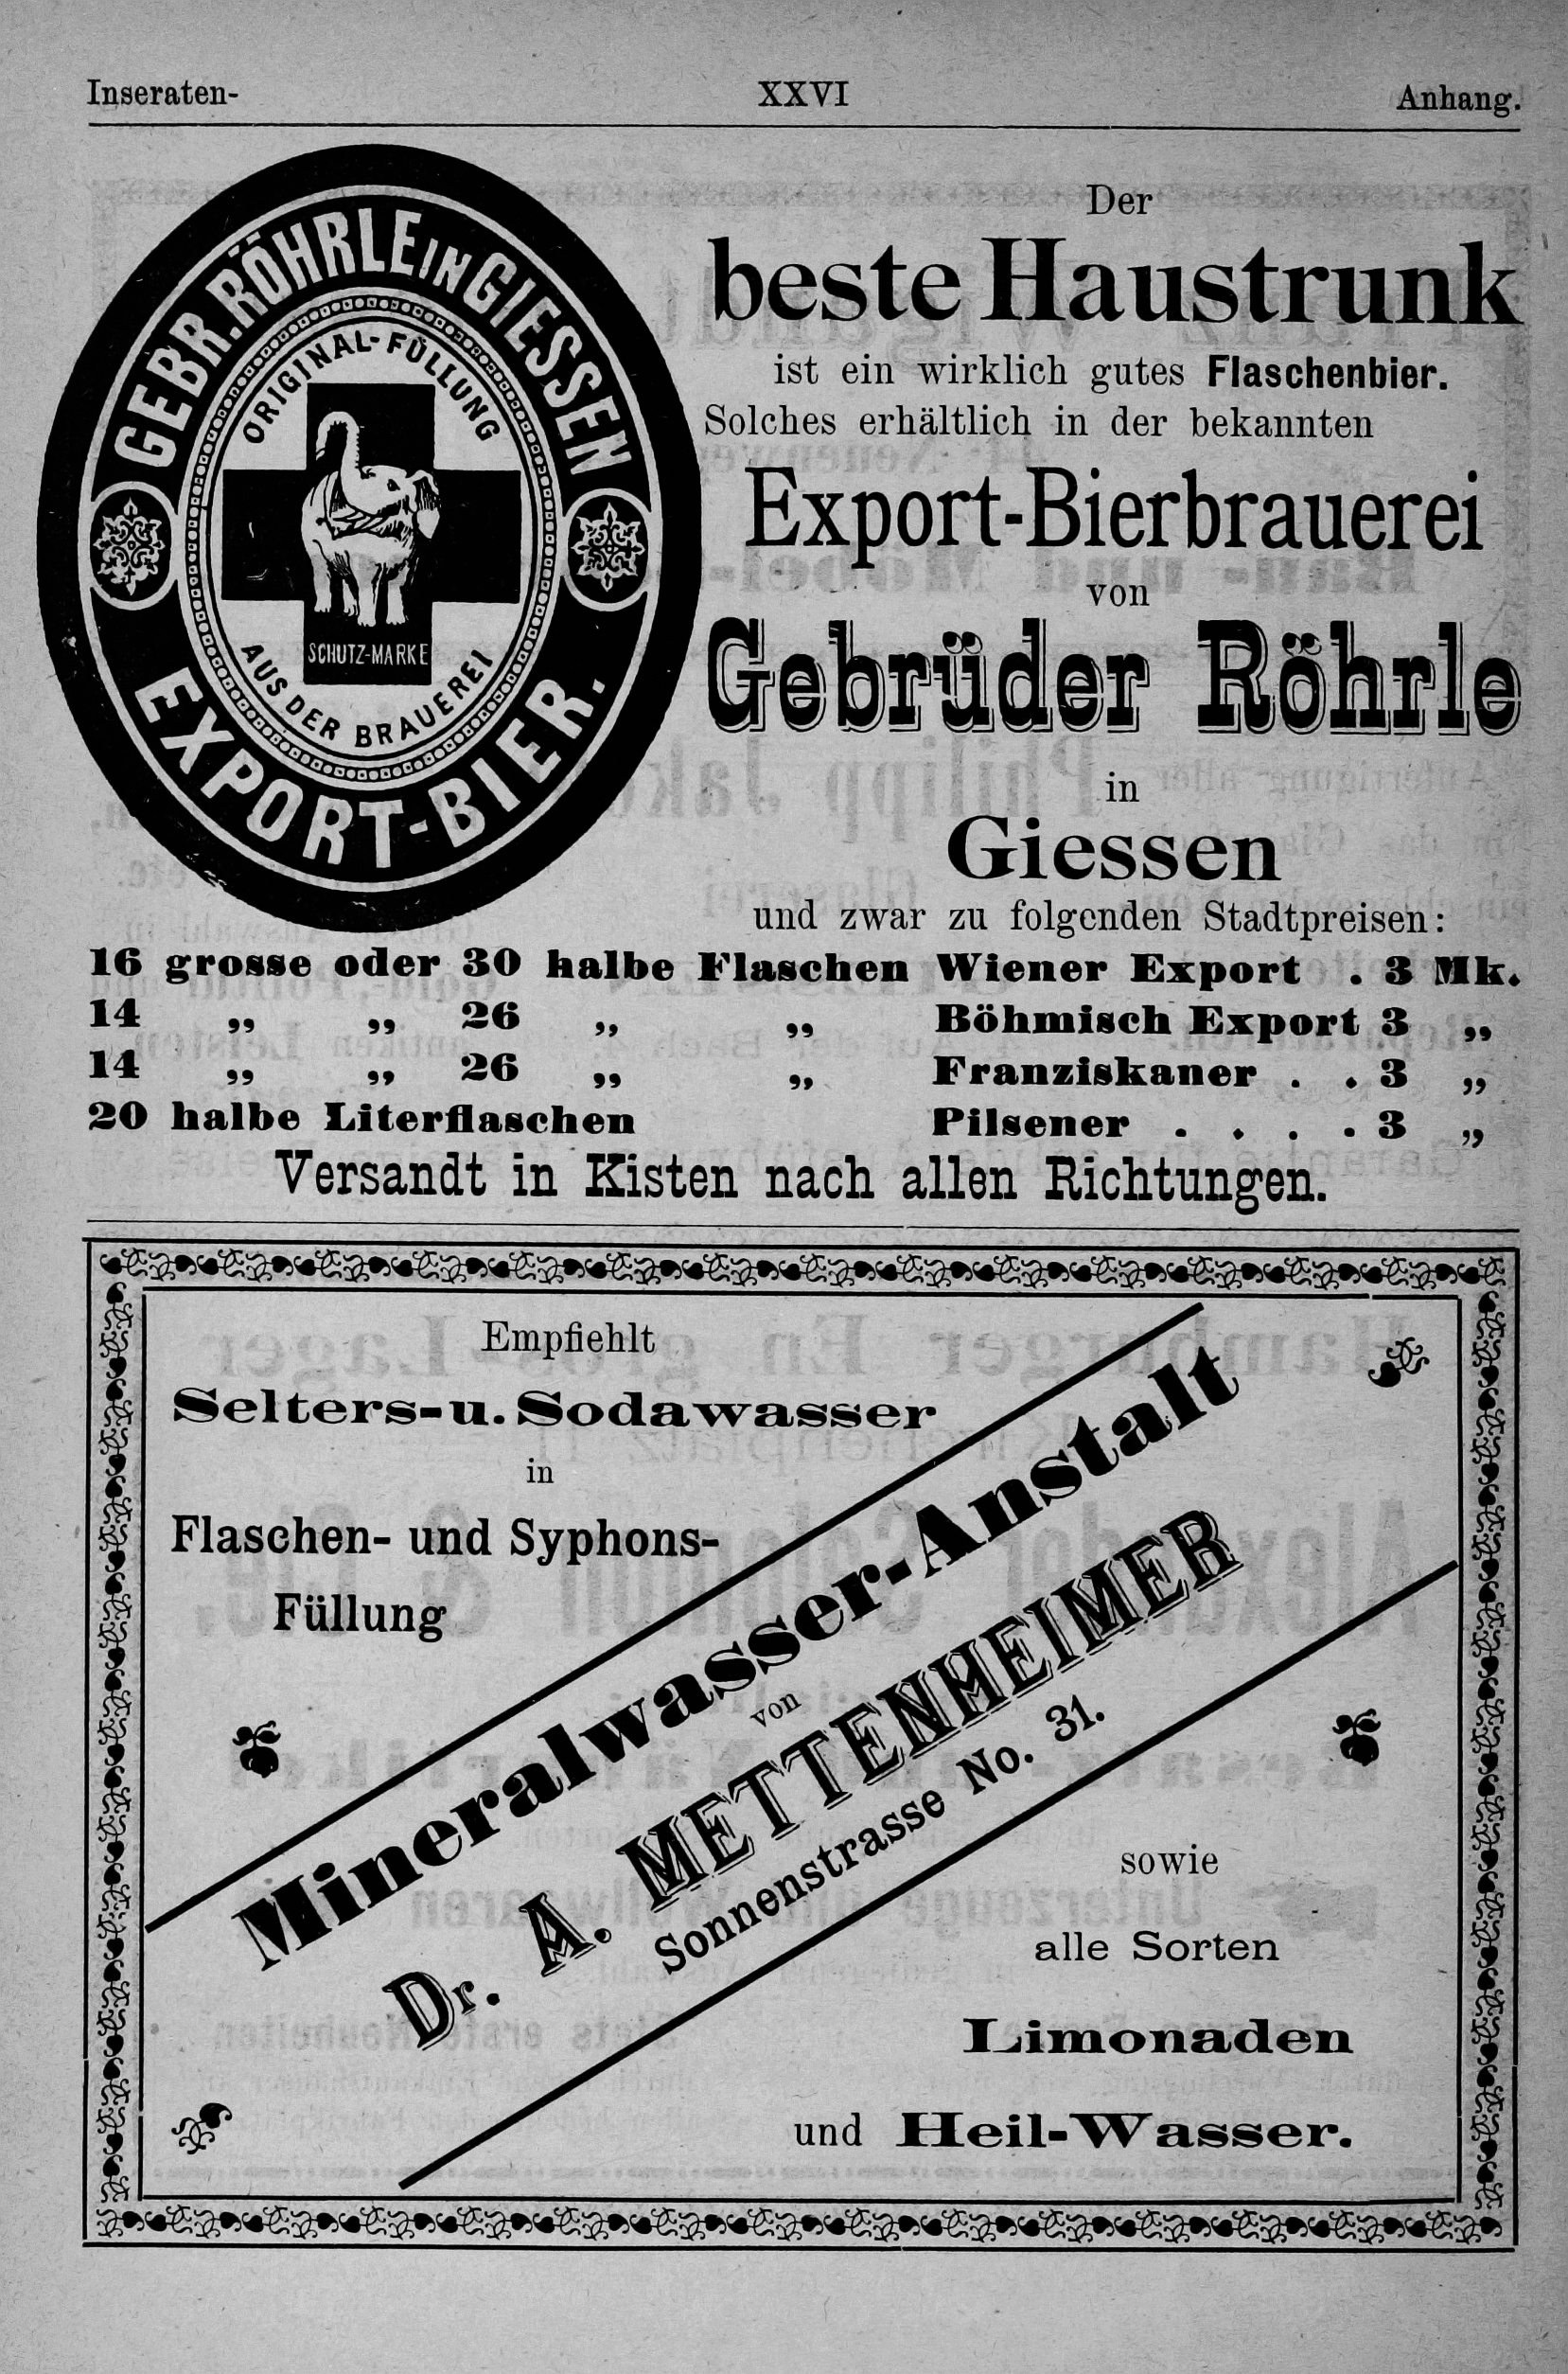 Inseraten- XXVI Anhang.
GEBR. RÖHRLE IN GIESSEN
ORIGINAL-FÜLLUNG
SCHUTZ-MARKE
AUS DER BRAUEREI
EXPORT-BIER.
Der
beste Haustrunk
ist ein wirklich gutes Flaschenbier.
Solches erhältlich in der bekannten
Export-Bierbrauerei
von
Gebrüder Röhrle
in
Giessen
und zwar zu folgenden Stadtpreisen:
16 grosse oder 30 halbe Flaschen Wiener Export . 3 Mk.
14 „ „ 26 „ „ Böhmisch Export 3 „
14 „ „ 26 „ „ Franziskaner . . 3 „
20 halbe Literflaschen Pilsener . . . . 3 „
Versandt in Kisten nach allen Richtungen.
Empfiehlt
Selters- u. Sodawasser
in
Flaschen- und Syphons-
Füllung
Mineralwasser-Anstalt
von
Dr. A. METTENHEIMER
Sonnenstrasse No. 31.
sowie
alle Sorten
Limonaden
und Heil-Wasser.